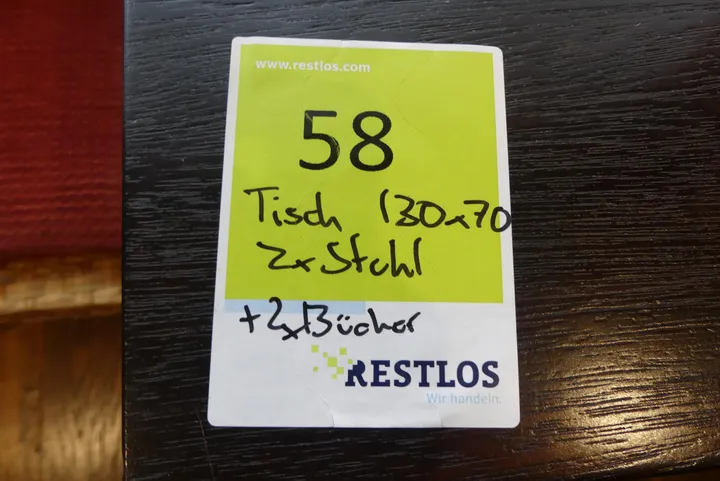 www.restlos.com
58
Tisch 130x70
2x Stuhl
+ 2x Bücher
RESTLOS
Wir handeln.